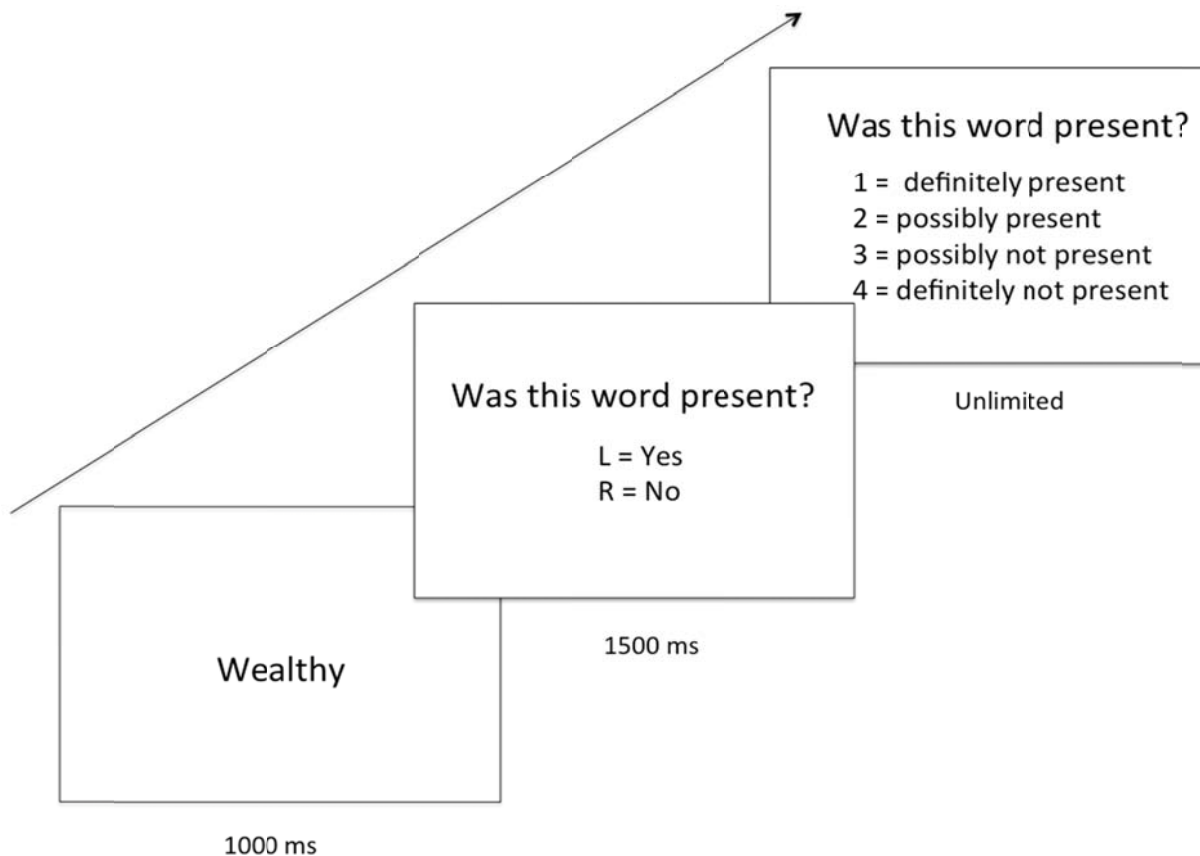 Was this word present?
1 = definitely present
2 = possibly present
3 = possibly not present
4 = definitely not present
Unlimited
Was this word present?
L = Yes
R = No
1500 ms
Wealthy
1000 ms